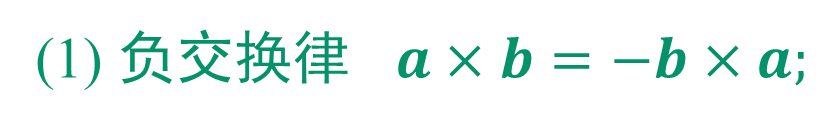 (1) 负交换律 a × b = −b × a;